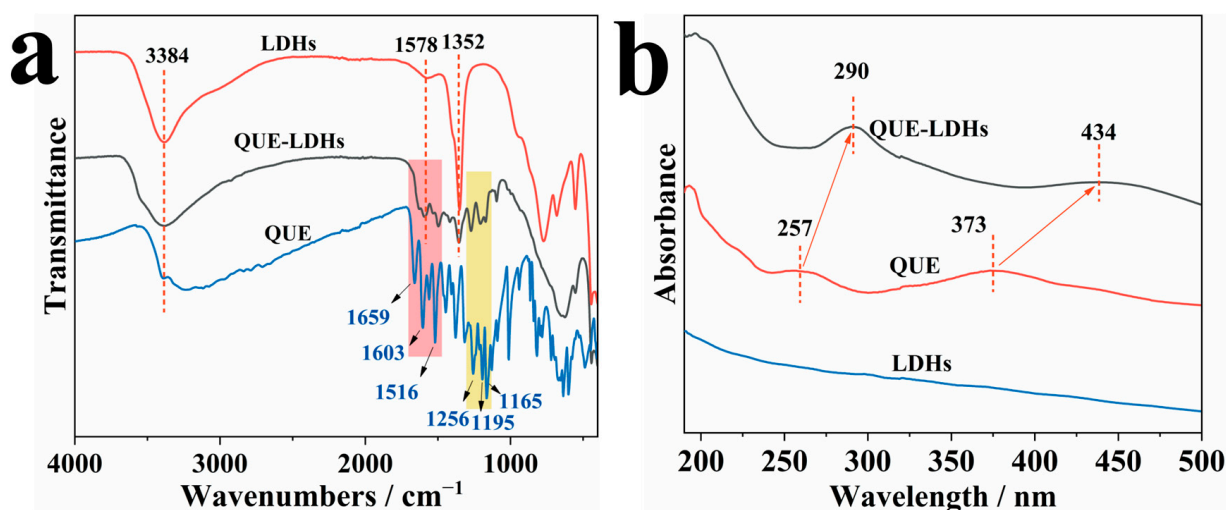 a
LDHs
3384
1578
1352
QUE-LDHs
QUE
1659
1603
1516
1256
1195
1165
Transmittance
4000
3000
2000
1000
Wavenumbers / cm⁻¹
b
290
QUE-LDHs
434
257
373
QUE
LDHs
Absorbance
200
250
300
350
400
450
500
Wavelength / nm